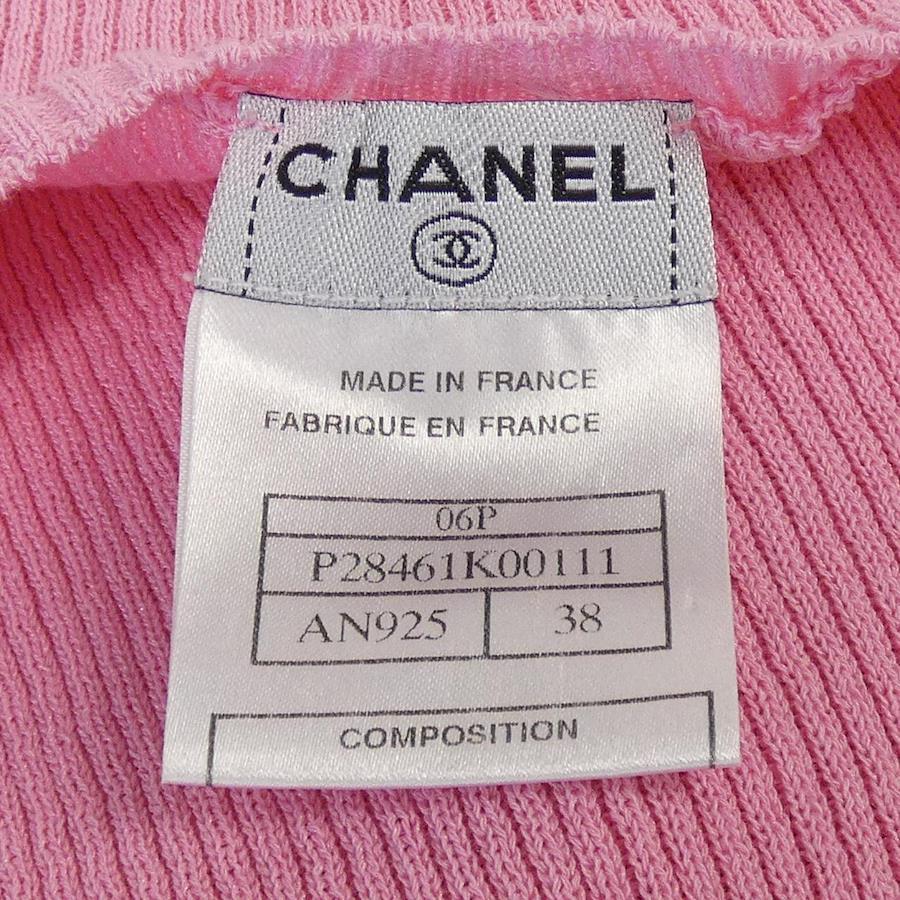 CHANEL
MADE IN FRANCE
FABRIQUE EN FRANCE
06P
P28461K00111
AN925 38
COMPOSITION